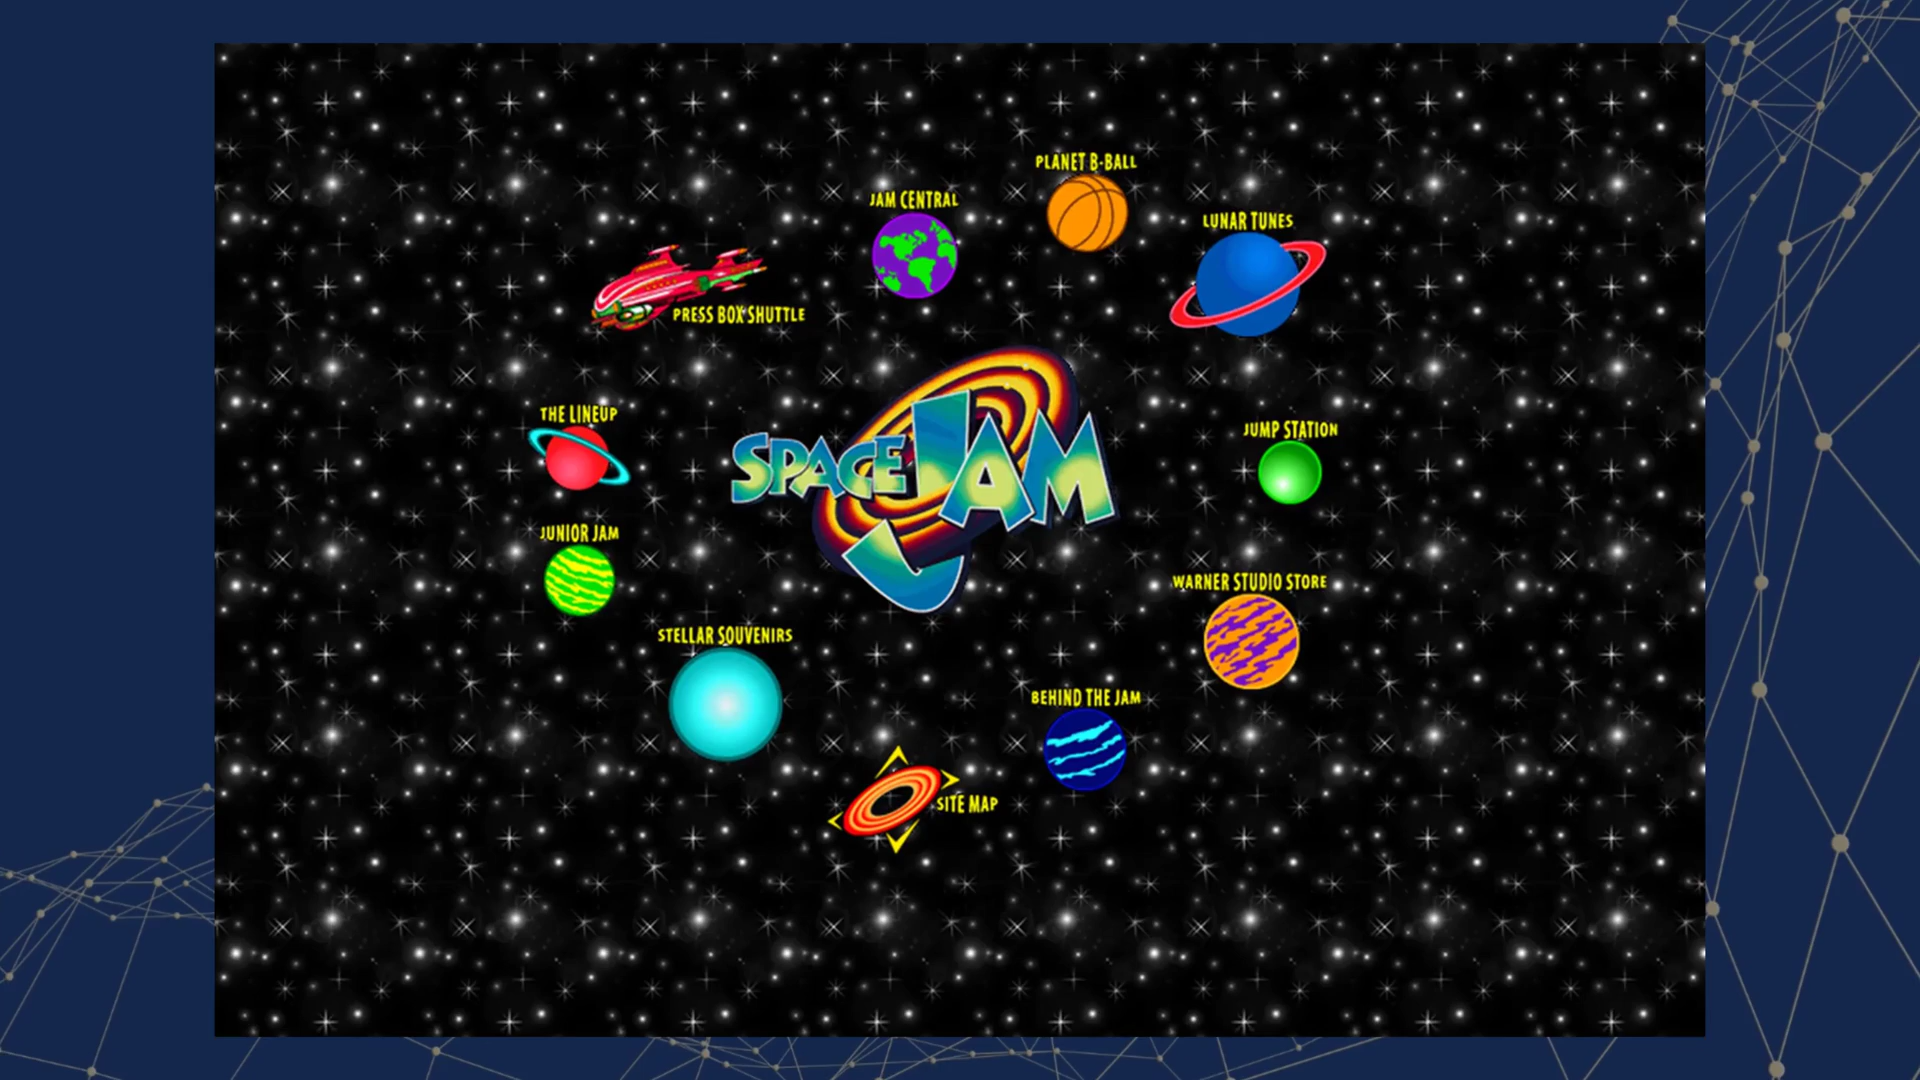 PLANET B-BALL
JAM CENTRAL
LUNAR TUNES
PRESS BOX SHUTTLE
THE LINEUP
JUMP STATION
SPACE JAM
JUNIOR JAM
WARNER STUDIO STORE
STELLAR SOUVENIRS
BEHIND THE JAM
SITE MAP